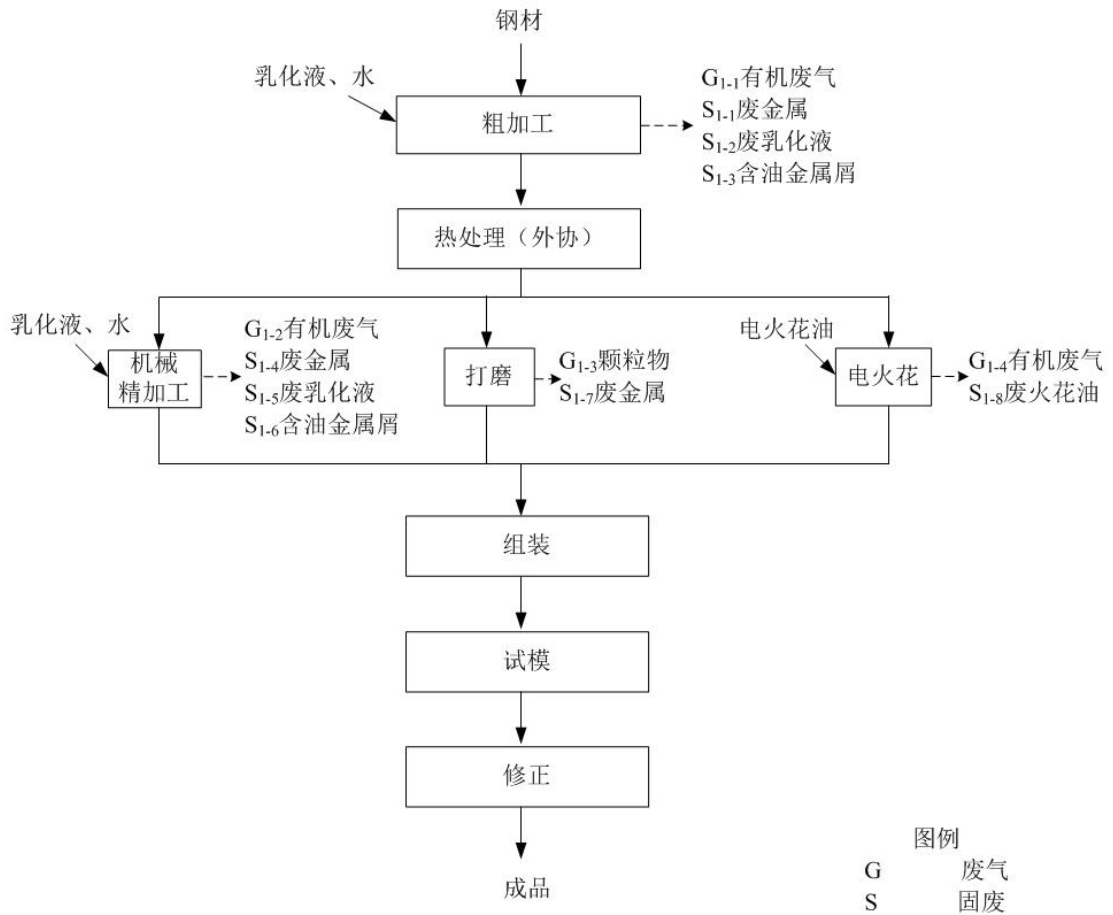 钢材
乳化液、水
粗加工
G1-1有机废气
S1-1废金属
S1-2废乳化液
S1-3含油金属屑
热处理（外协）
乳化液、水
机械
精加工
G1-2有机废气
S1-4废金属
S1-5废乳化液
S1-6含油金属屑
打磨
G1-3颗粒物
S1-7废金属
电火花油
电火花
G1-4有机废气
S1-8废火花油
组装
试模
修正
成品
图例
G 废气
S 固废